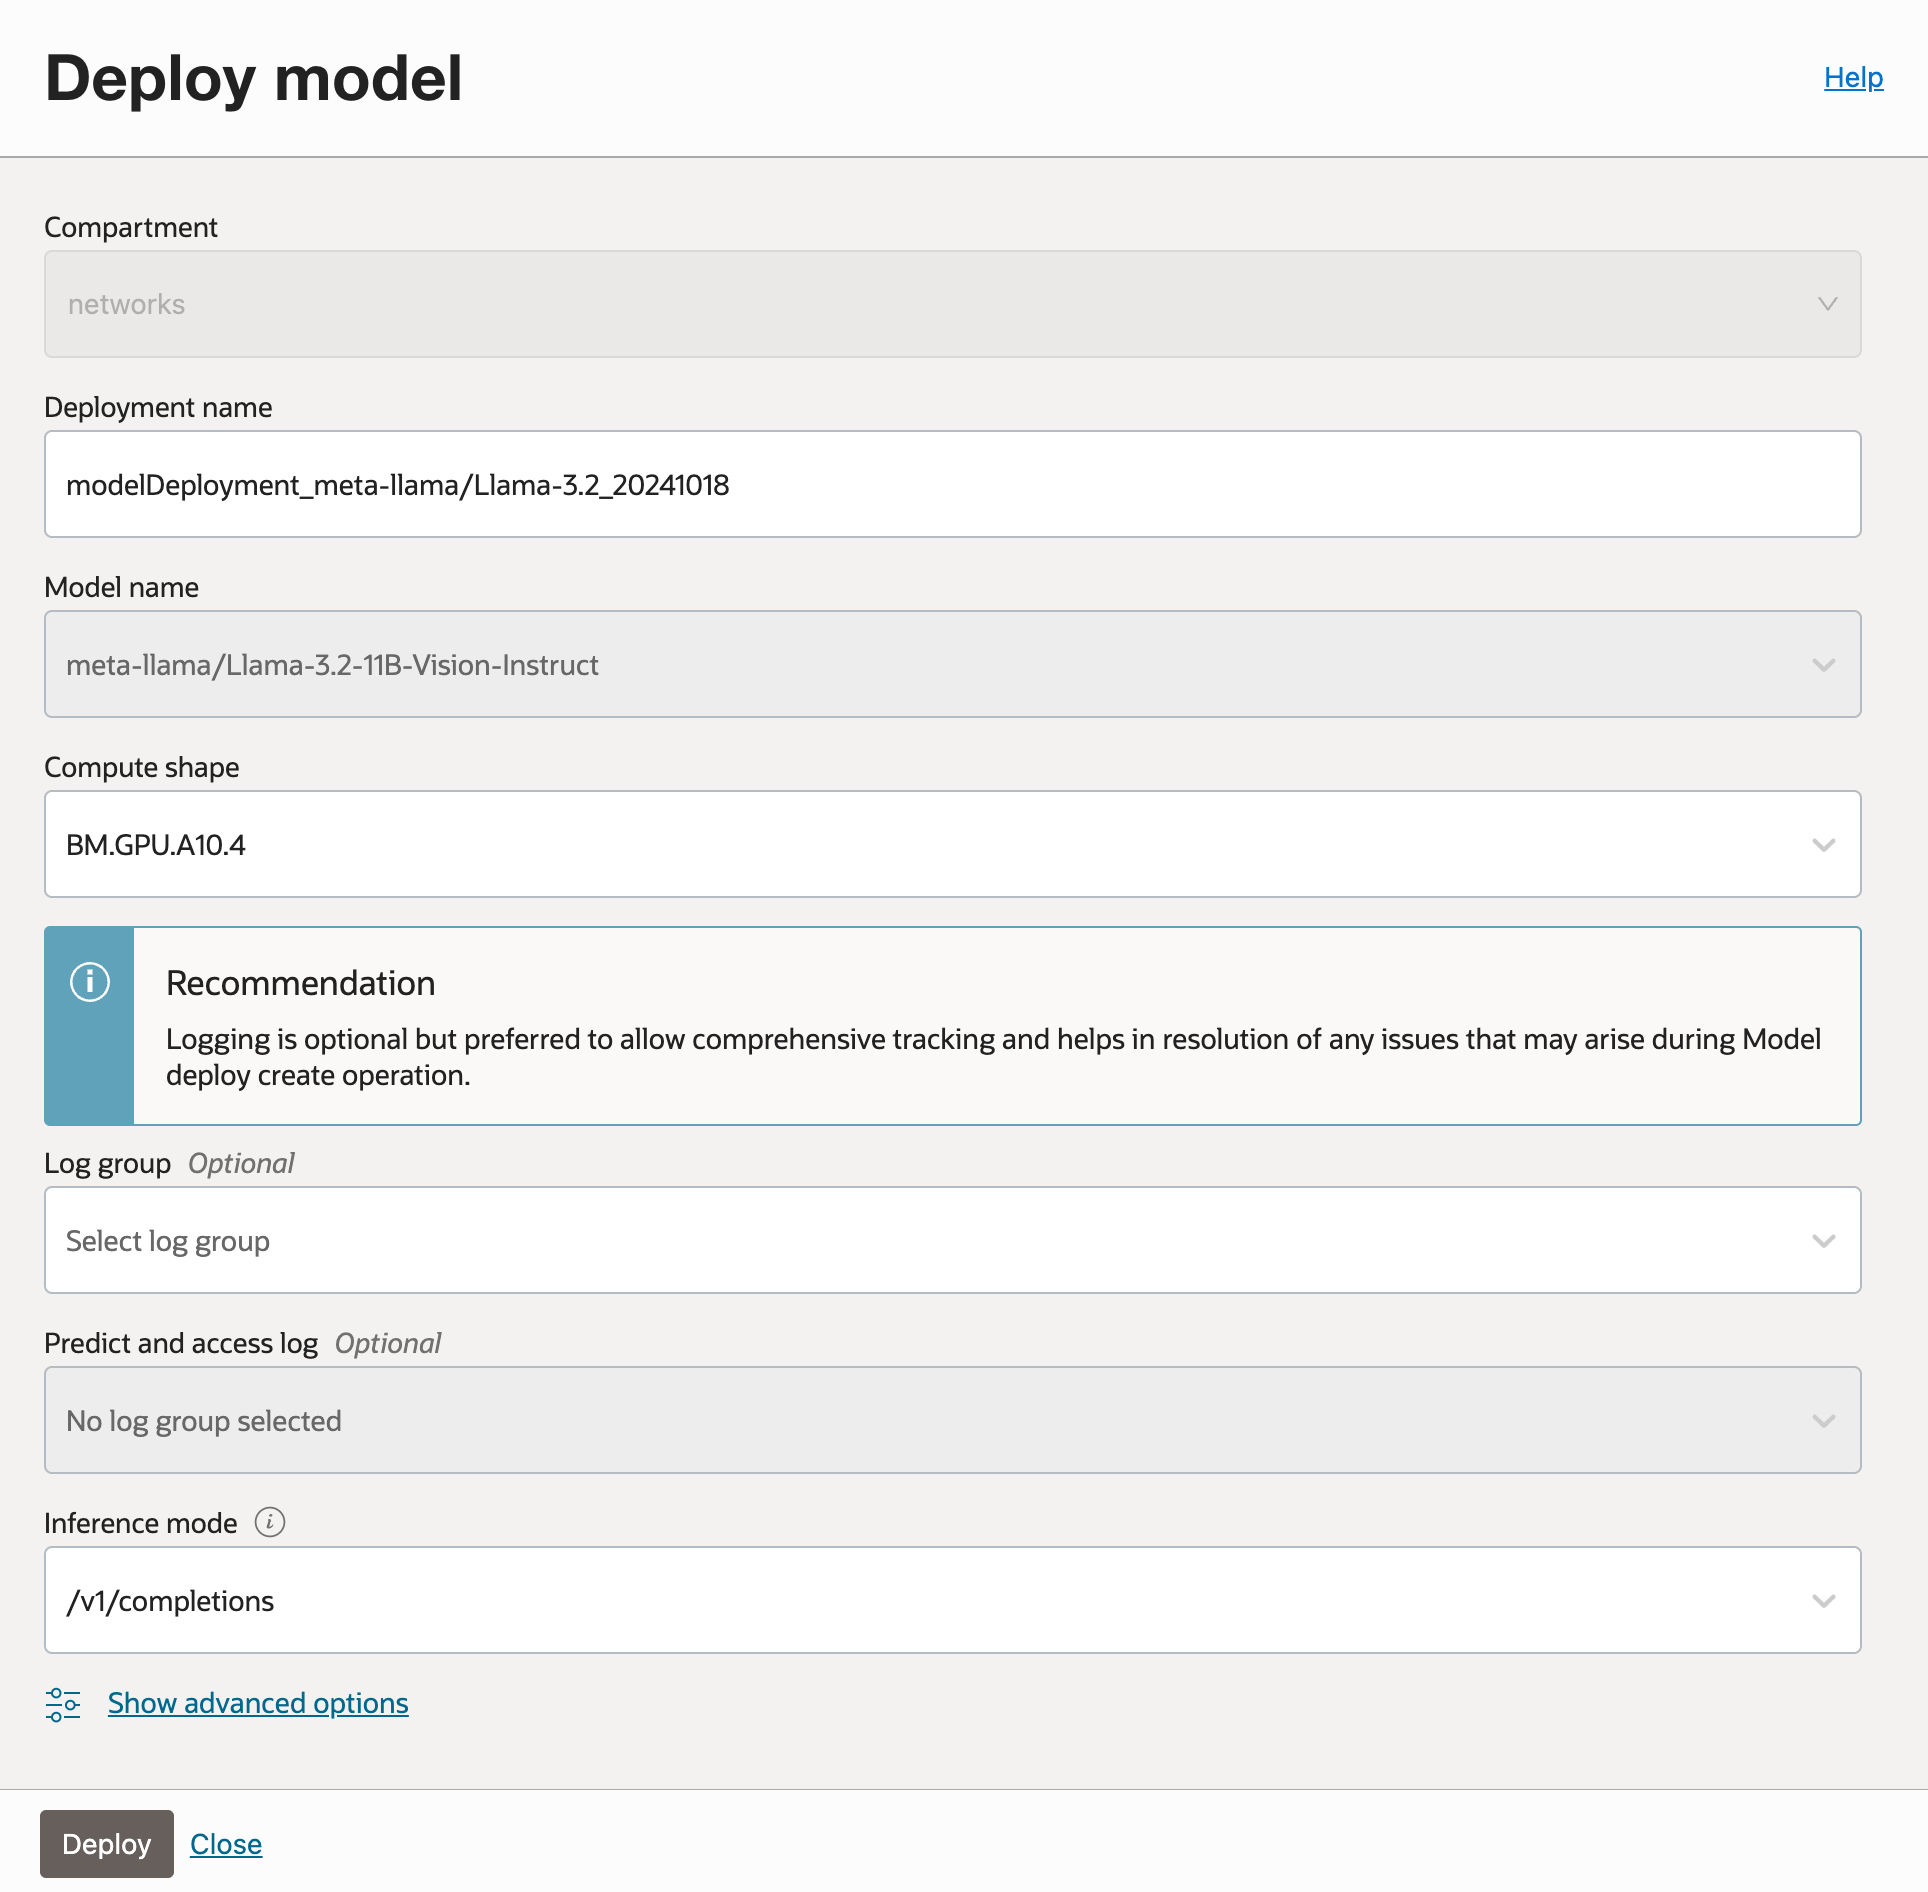 Deploy model
Help
Compartment
networks
Deployment name
modelDeployment_meta-llama/Llama-3.2_20241018
Model name
meta-llama/Llama-3.2-11B-Vision-Instruct
Compute shape
BM.GPU.A10.4
Recommendation
Logging is optional but preferred to allow comprehensive tracking and helps in resolution of any issues that may arise during Model
deploy create operation.
Log group Optional
Select log group
Predict and access log Optional
No log group selected
Inference mode
/v1/completions
Show advanced options
Deploy Close